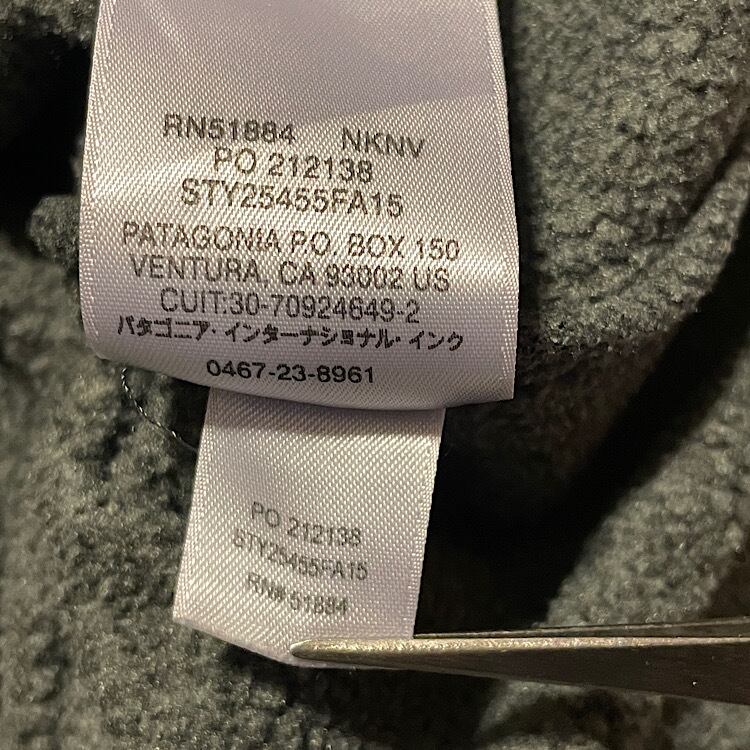 RN51884 NKNV
PO 212138
STY25455FA15
PATAGONIA P.O. BOX 150
VENTURA, CA 93002 US
CUIT:30-70924649-2
パタゴニア・インターナショナル・インク
0467-23-8961
PO 212138
STY25455FA15
RN# 51884